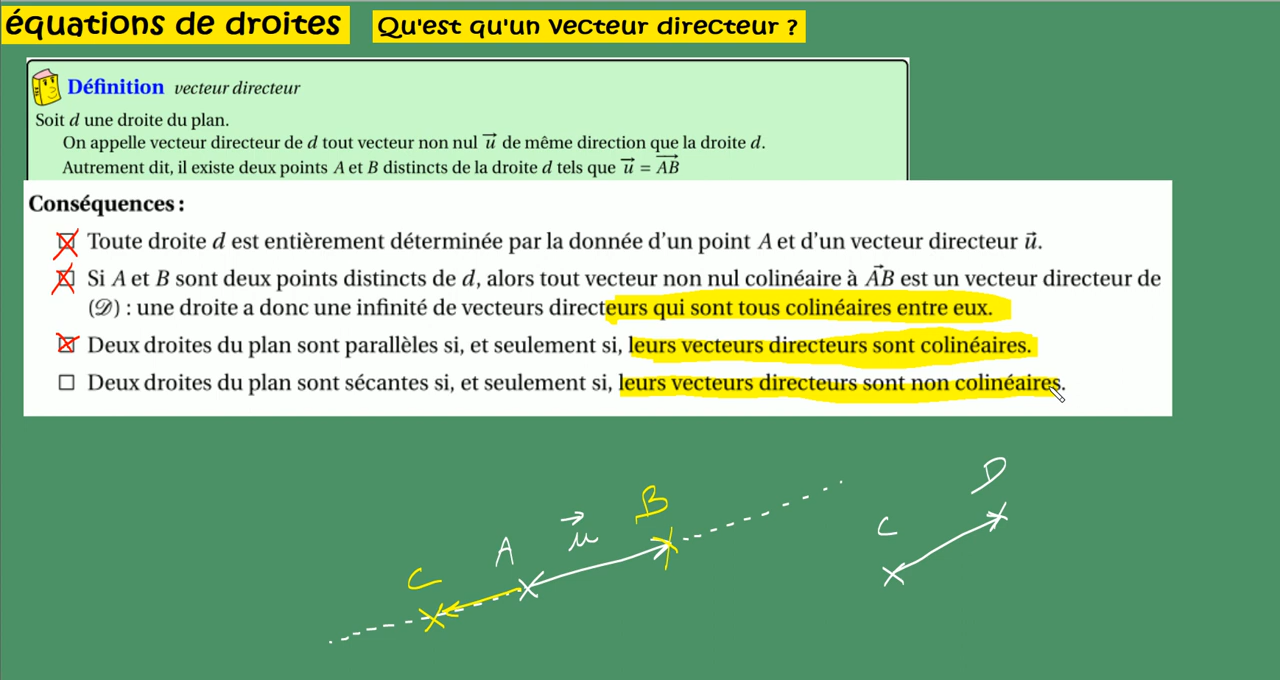 équations de droites Qu'est qu'un vecteur directeur ?
Définition vecteur directeur
Soit d une droite du plan.
On appelle vecteur directeur de d tout vecteur non nul u⃗ de même direction que la droite d.
Autrement dit, il existe deux points A et B distincts de la droite d tels que u⃗ = AB⃗
Conséquences :
☐ Toute droite d est entièrement déterminée par la donnée d'un point A et d'un vecteur directeur u⃗.
☐ Si A et B sont deux points distincts de d, alors tout vecteur non nul colinéaire à AB⃗ est un vecteur directeur de
(𝒟) : une droite a donc une infinité de vecteurs directeurs qui sont tous colinéaires entre eux.
☐ Deux droites du plan sont parallèles si, et seulement si, leurs vecteurs directeurs sont colinéaires.
☐ Deux droites du plan sont sécantes si, et seulement si, leurs vecteurs directeurs sont non colinéaires.
C A u⃗ B C D